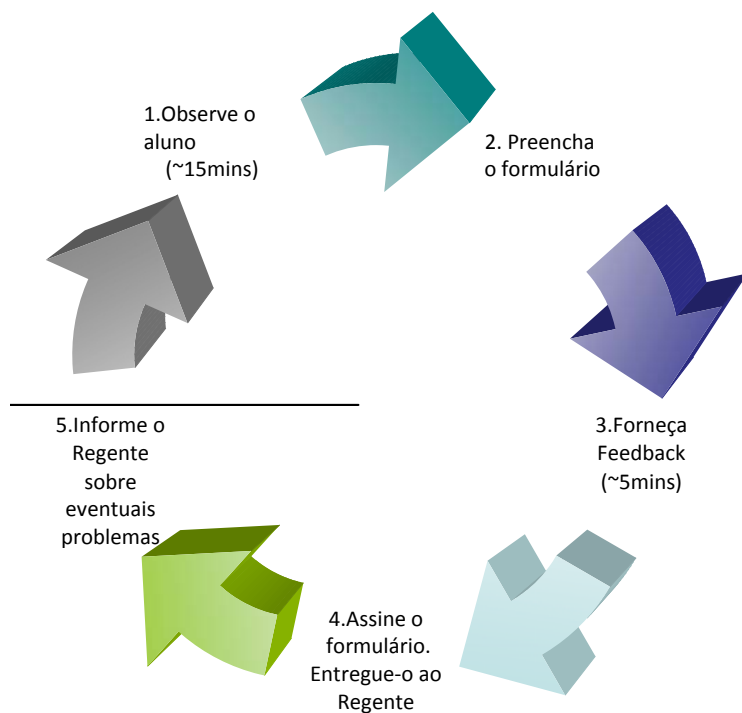 1.Observe o
aluno
(~15mins)
2. Preencha
o formulário
3.Forneça
Feedback
(~5mins)
4.Assine o
formulário.
Entregue-o ao
Regente
5.Informe o
Regente
sobre
eventuais
problemas